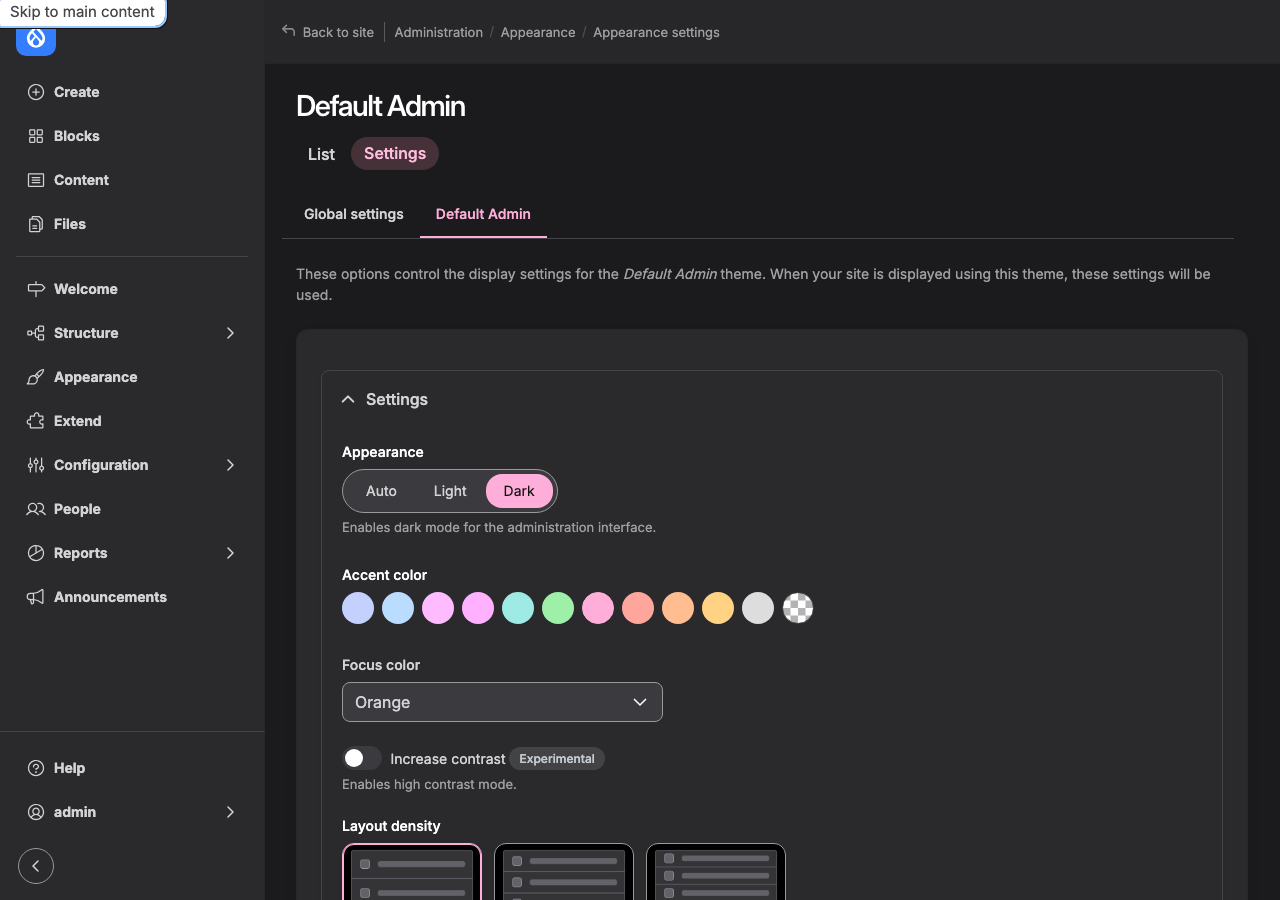 Skip to main content
Create
Blocks
Content
Files
Welcome
Structure
Appearance
Extend
Configuration
People
Reports
Announcements
Help
admin
Back to site
Administration / Appearance / Appearance settings
Default Admin
List Settings
Global settings Default Admin
These options control the display settings for the Default Admin theme. When your site is displayed using this theme, these settings will be
used.
Settings
Appearance
Auto Light Dark
Enables dark mode for the administration interface.
Accent color
Focus color
Orange
Increase contrast Experimental
Enables high contrast mode.
Layout density